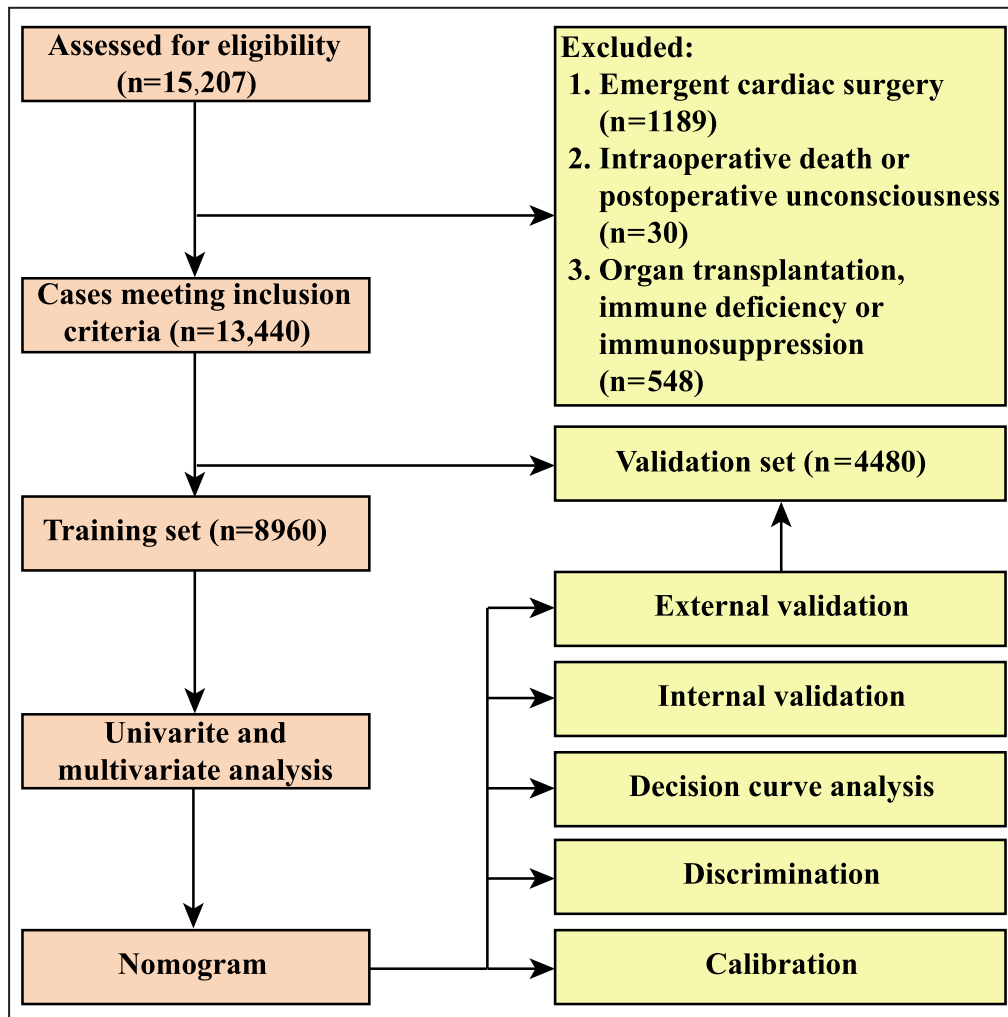 Assessed for eligibility
(n=15,207)
Excluded:
1. Emergent cardiac surgery
(n=1189)
2. Intraoperative death or
postoperative unconsciousness
(n=30)
3. Organ transplantation,
immune deficiency or
immunosuppression
(n=548)
Cases meeting inclusion
criteria (n=13,440)
Validation set (n=4480)
Training set (n=8960)
External validation
Internal validation
Univarite and
multivariate analysis
Decision curve analysis
Discrimination
Nomogram
Calibration